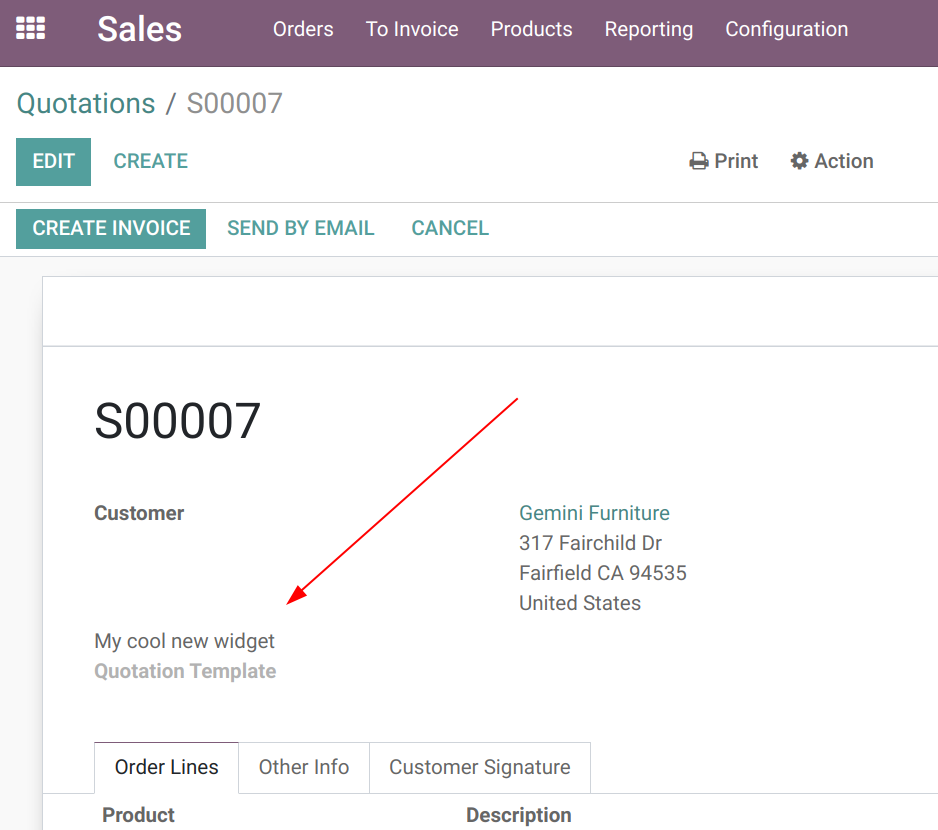 Sales Orders To Invoice Products Reporting Configuration
Quotations / S00007
EDIT CREATE Print Action
CREATE INVOICE SEND BY EMAIL CANCEL
S00007
Customer Gemini Furniture
317 Fairchild Dr
Fairfield CA 94535
United States
My cool new widget
Quotation Template
Order Lines Other Info Customer Signature
Product Description